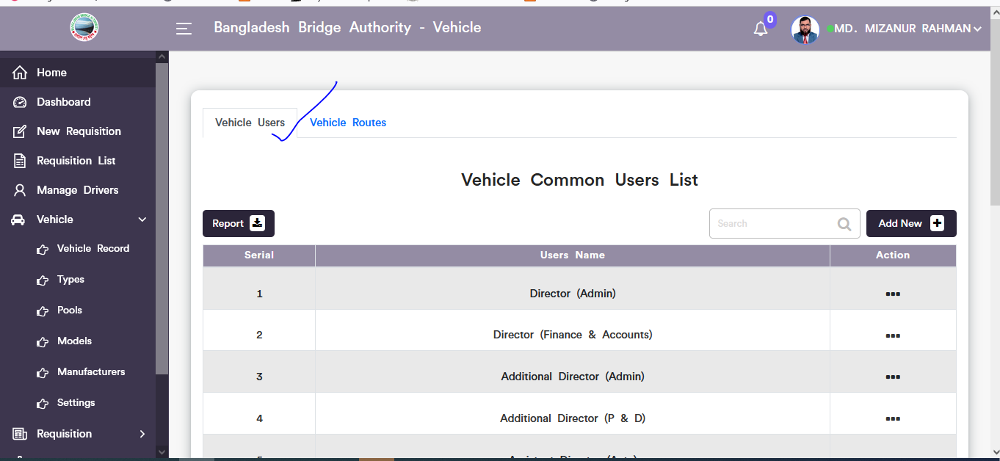 Bangladesh Bridge Authority - Vehicle
0
MD. MIZANUR RAHMAN
Home
Dashboard
New Requisition
Requisition List
Manage Drivers
Vehicle
Vehicle Record
Types
Pools
Models
Manufacturers
Settings
Requisition
Vehicle Users
Vehicle Routes
Vehicle Common Users List
Report
Search
Add New
Serial Users Name Action
1 Director (Admin)
2 Director (Finance & Accounts)
3 Additional Director (Admin)
4 Additional Director (P & D)